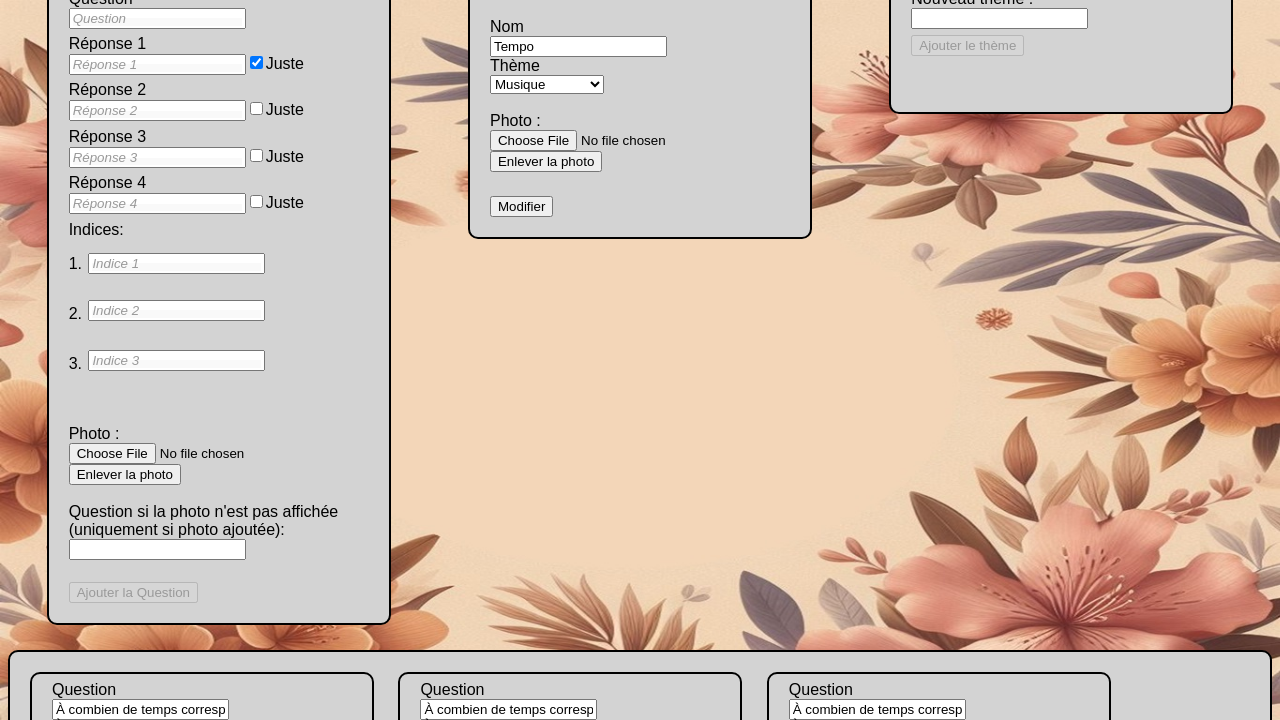 Question
Question
Réponse 1
Réponse 1 Juste
Réponse 2
Réponse 2 Juste
Réponse 3
Réponse 3 Juste
Réponse 4
Réponse 4 Juste
Indices:
1. Indice 1
2. Indice 2
3. Indice 3
Photo :
Choose File No file chosen
Enlever la photo
Question si la photo n'est pas affichée
(uniquement si photo ajoutée):
Ajouter la Question
Nom
Tempo
Thème
Musique
Photo :
Choose File No file chosen
Enlever la photo
Modifier
Nouveau thème :
Ajouter le thème
Question
À combien de temps corresp
Question
À combien de temps corresp
Question
À combien de temps corresp